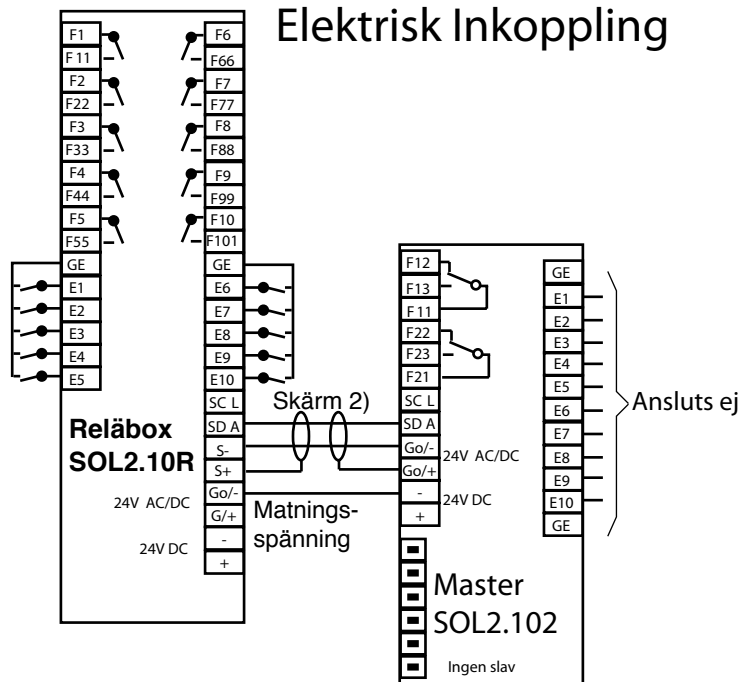 Elektrisk Inkoppling
F1
F 11
F2
F22
F3
F33
F4
F44
F5
F55
GE
E1
E2
E3
E4
E5
F6
F66
F7
F77
F8
F88
F9
F99
F10
F101
GE
E6
E7
E8
E9
E10
SC L
SD A
S-
S+
Go/-
G/+
-
+
Reläbox
SOL2.10R
24V AC/DC
24V DC
Skärm 2)
Matnings-
spänning
F12
F13
F 11
F22
F23
F21
SC L
SD A
Go/-
Go/+
-
+
24V AC/DC
24V DC
GE
E1
E2
E3
E4
E5
E6
E7
E8
E9
E10
GE
Ansluts ej
Master
SOL2.102
Ingen slav